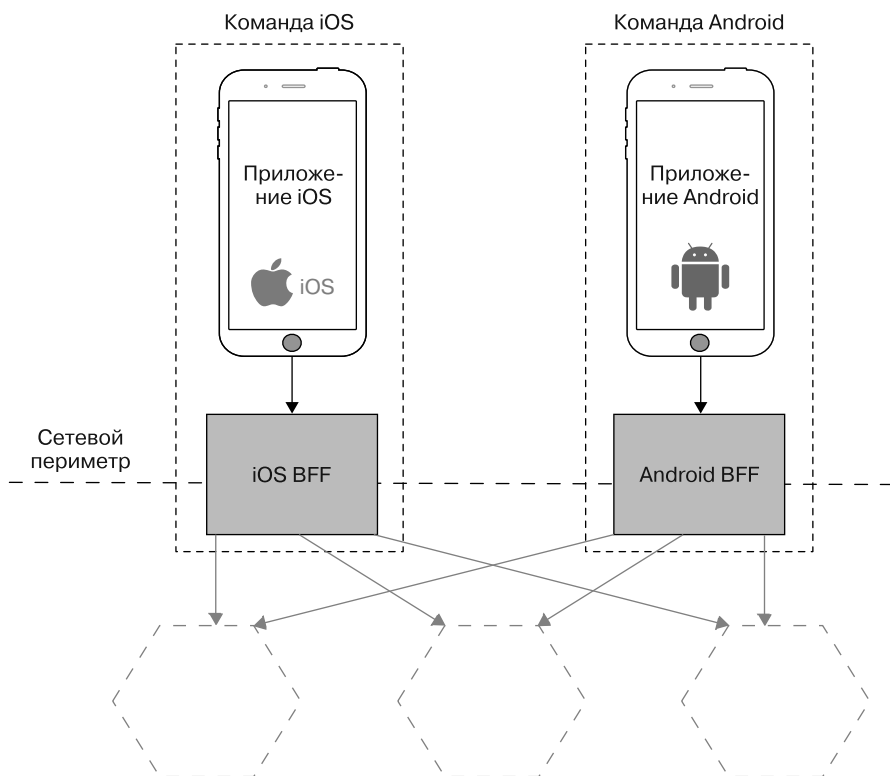 Команда iOS
Команда Android
Приложе-
ние iOS
Приложе-
ние Android
iOS
Сетевой
периметр
iOS BFF
Android BFF